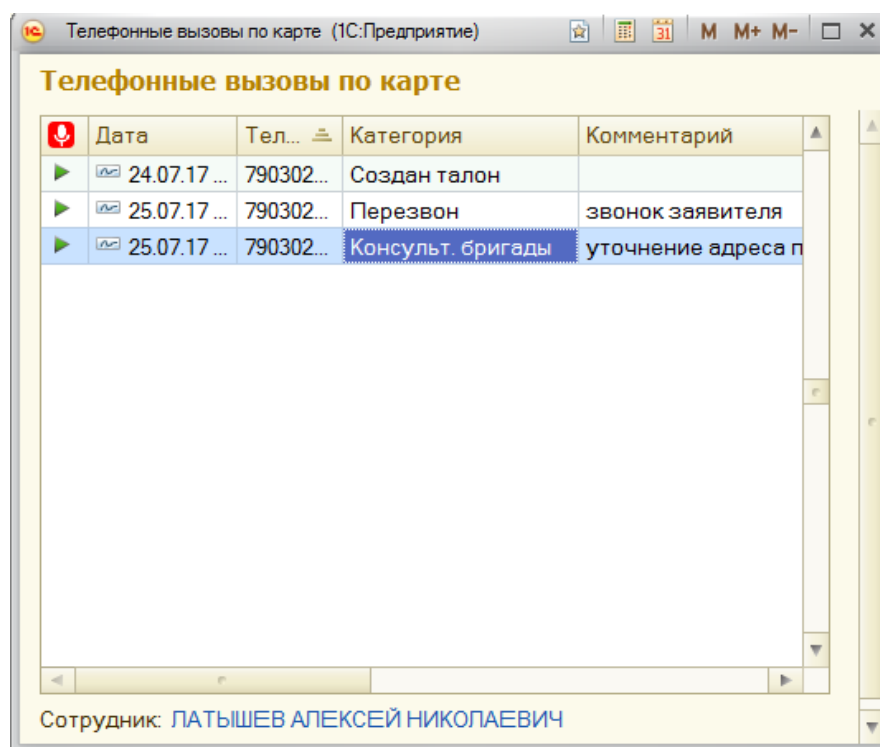 Телефонные вызовы по карте (1С:Предприятие) 31 M M+ M-
Телефонные вызовы по карте
Дата Тел... Категория Комментарий
24.07.17 ... 790302... Создан талон
25.07.17 ... 790302... Перезвон звонок заявителя
25.07.17 ... 790302... Консульт. бригады уточнение адреса п
Сотрудник: ЛАТЫШЕВ АЛЕКСЕЙ НИКОЛАЕВИЧ